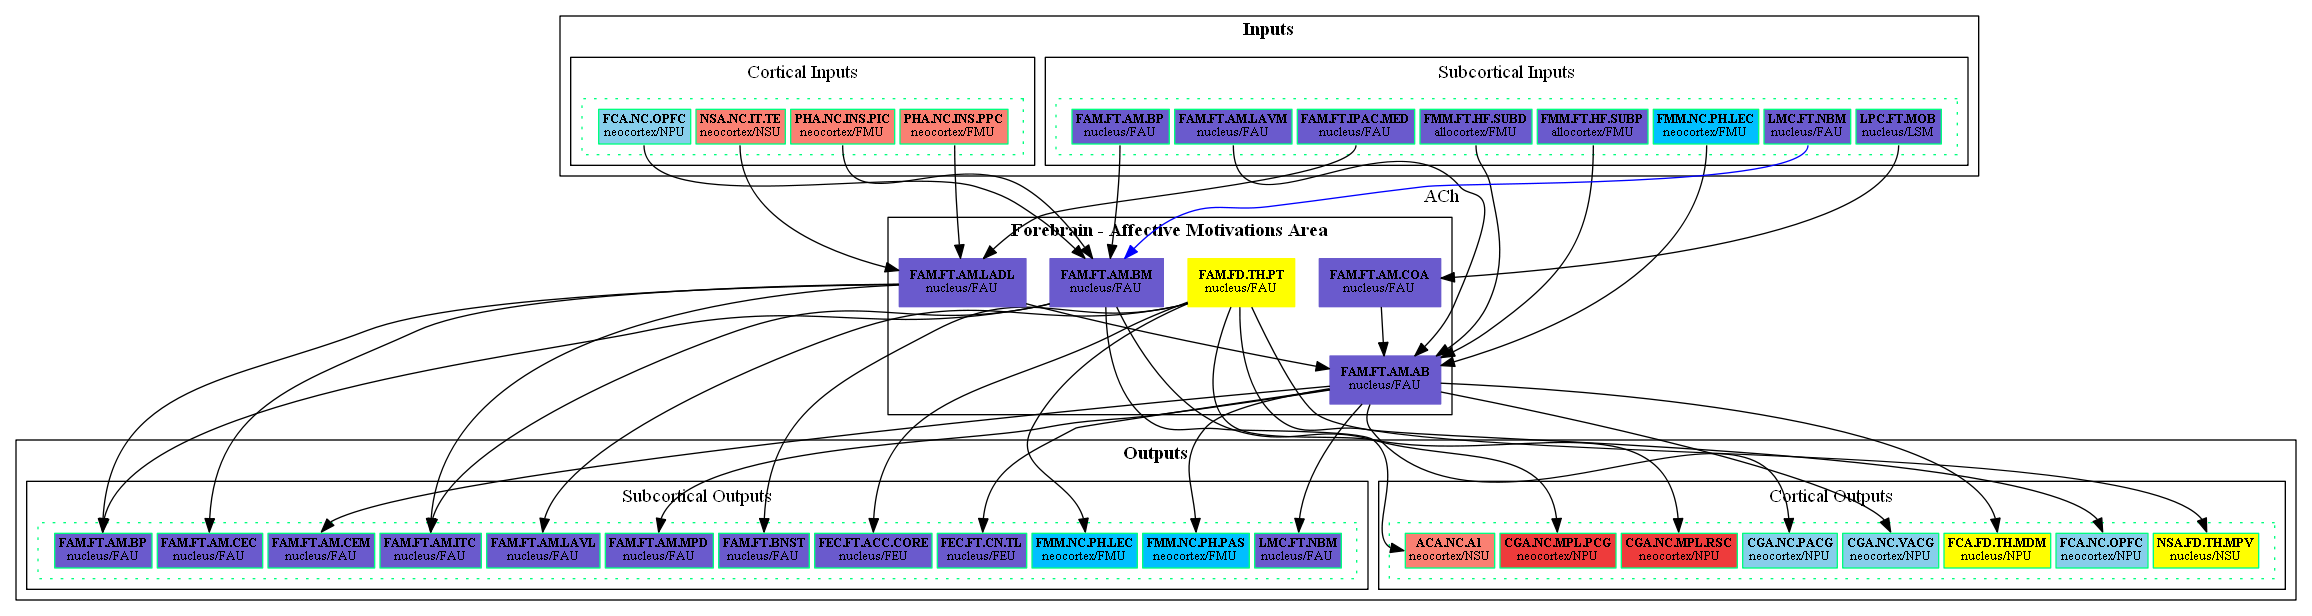 Inputs
Cortical Inputs
Subcortical Inputs
FCA.NC.OPFC
neocortex/NPU
NSA.NC.IT.TE
neocortex/NSU
PHA.NC.INS.PIC
neocortex/FMU
PHA.NC.INS.PPC
neocortex/FMU
FAM.FT.AM.BP
nucleus/FAU
FAM.FT.AM.LAVM
nucleus/FAU
FAM.FT.IPAC.MED
nucleus/FAU
FMM.FT.HF.SUBD
allocortex/FMU
FMM.FT.HF.SUBP
allocortex/FMU
FMM.NC.PH.LEC
neocortex/FMU
LMC.FT.NBM
nucleus/FAU
LPC.FT.MOB
nucleus/LSM
ACh
Forebrain - Affective Motivations Area
FAM.FT.AM.LADL
nucleus/FAU
FAM.FT.AM.BM
nucleus/FAU
FAM.FD.TH.PT
nucleus/FAU
FAM.FT.AM.COA
nucleus/FAU
FAM.FT.AM.AB
nucleus/FAU
Outputs
Subcortical Outputs
Cortical Outputs
FAM.FT.AM.BP
nucleus/FAU
FAM.FT.AM.CEC
nucleus/FAU
FAM.FT.AM.CEM
nucleus/FAU
FAM.FT.AM.ITC
nucleus/FAU
FAM.FT.AM.LAVL
nucleus/FAU
FAM.FT.AM.MPD
nucleus/FAU
FAM.FT.BNST
nucleus/FAU
FEC.FT.ACC.CORE
nucleus/FEU
FEC.FT.CN.TL
nucleus/FEU
FMM.NC.PH.LEC
neocortex/FMU
FMM.NC.PH.PAS
neocortex/FMU
LMC.FT.NBM
nucleus/FAU
ACA.NC.A1
neocortex/NSU
CGA.NC.MPL.PCG
neocortex/NPU
CGA.NC.MPL.RSC
neocortex/NPU
CGA.NC.PACG
neocortex/NPU
CGA.NC.VACG
neocortex/NPU
FCA.FD.TH.MDM
nucleus/NPU
FCA.NC.OPFC
neocortex/NPU
NSA.FD.TH.MPV
nucleus/NSU